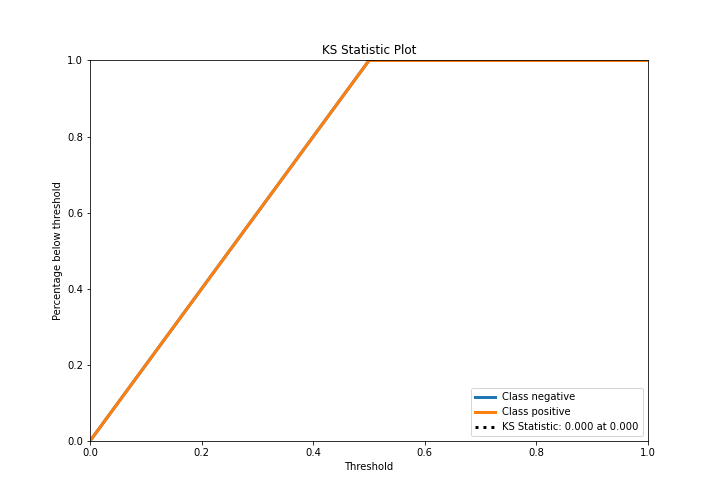 KS Statistic Plot
1.0
0.8
0.6
0.4
0.2
0.0
Percentage below threshold
0.0 0.2 0.4 0.6 0.8 1.0
Threshold
Class negative
Class positive
KS Statistic: 0.000 at 0.000